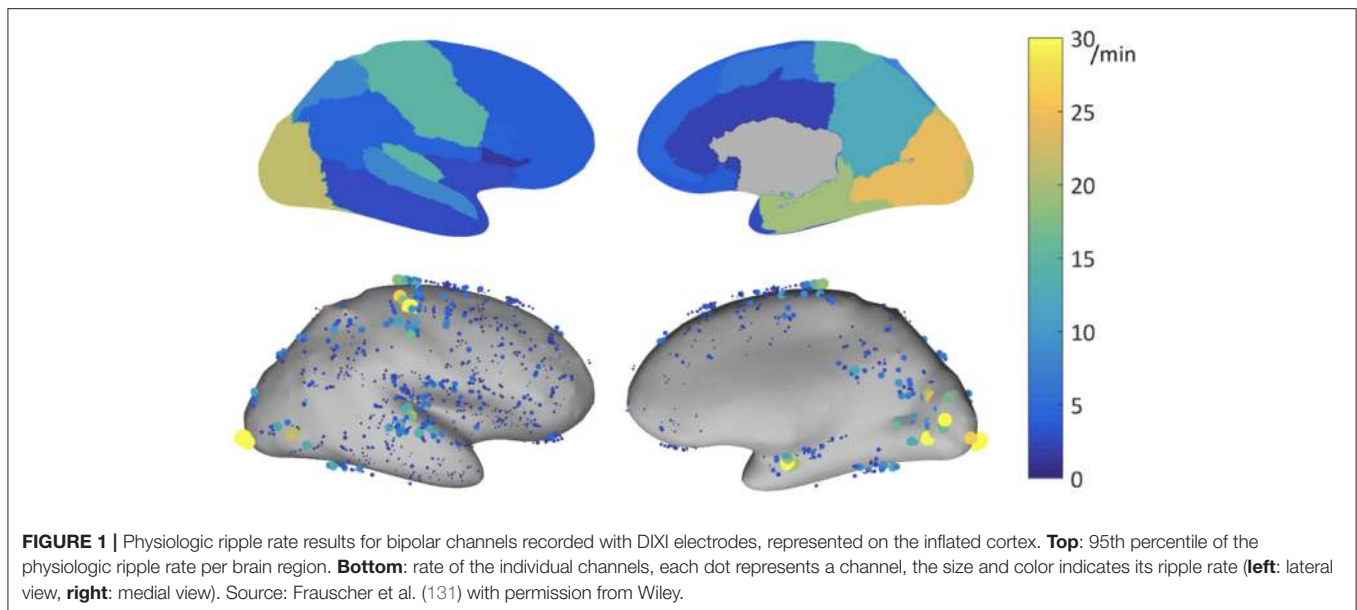 30
/min
25
20
15
10
5
0
FIGURE 1 | Physiologic ripple rate results for bipolar channels recorded with DIXI electrodes, represented on the inflated cortex. Top: 95th percentile of the
physiologic ripple rate per brain region. Bottom: rate of the individual channels, each dot represents a channel, the size and color indicates its ripple rate (left: lateral
view, right: medial view). Source: Frauscher et al. (131) with permission from Wiley.